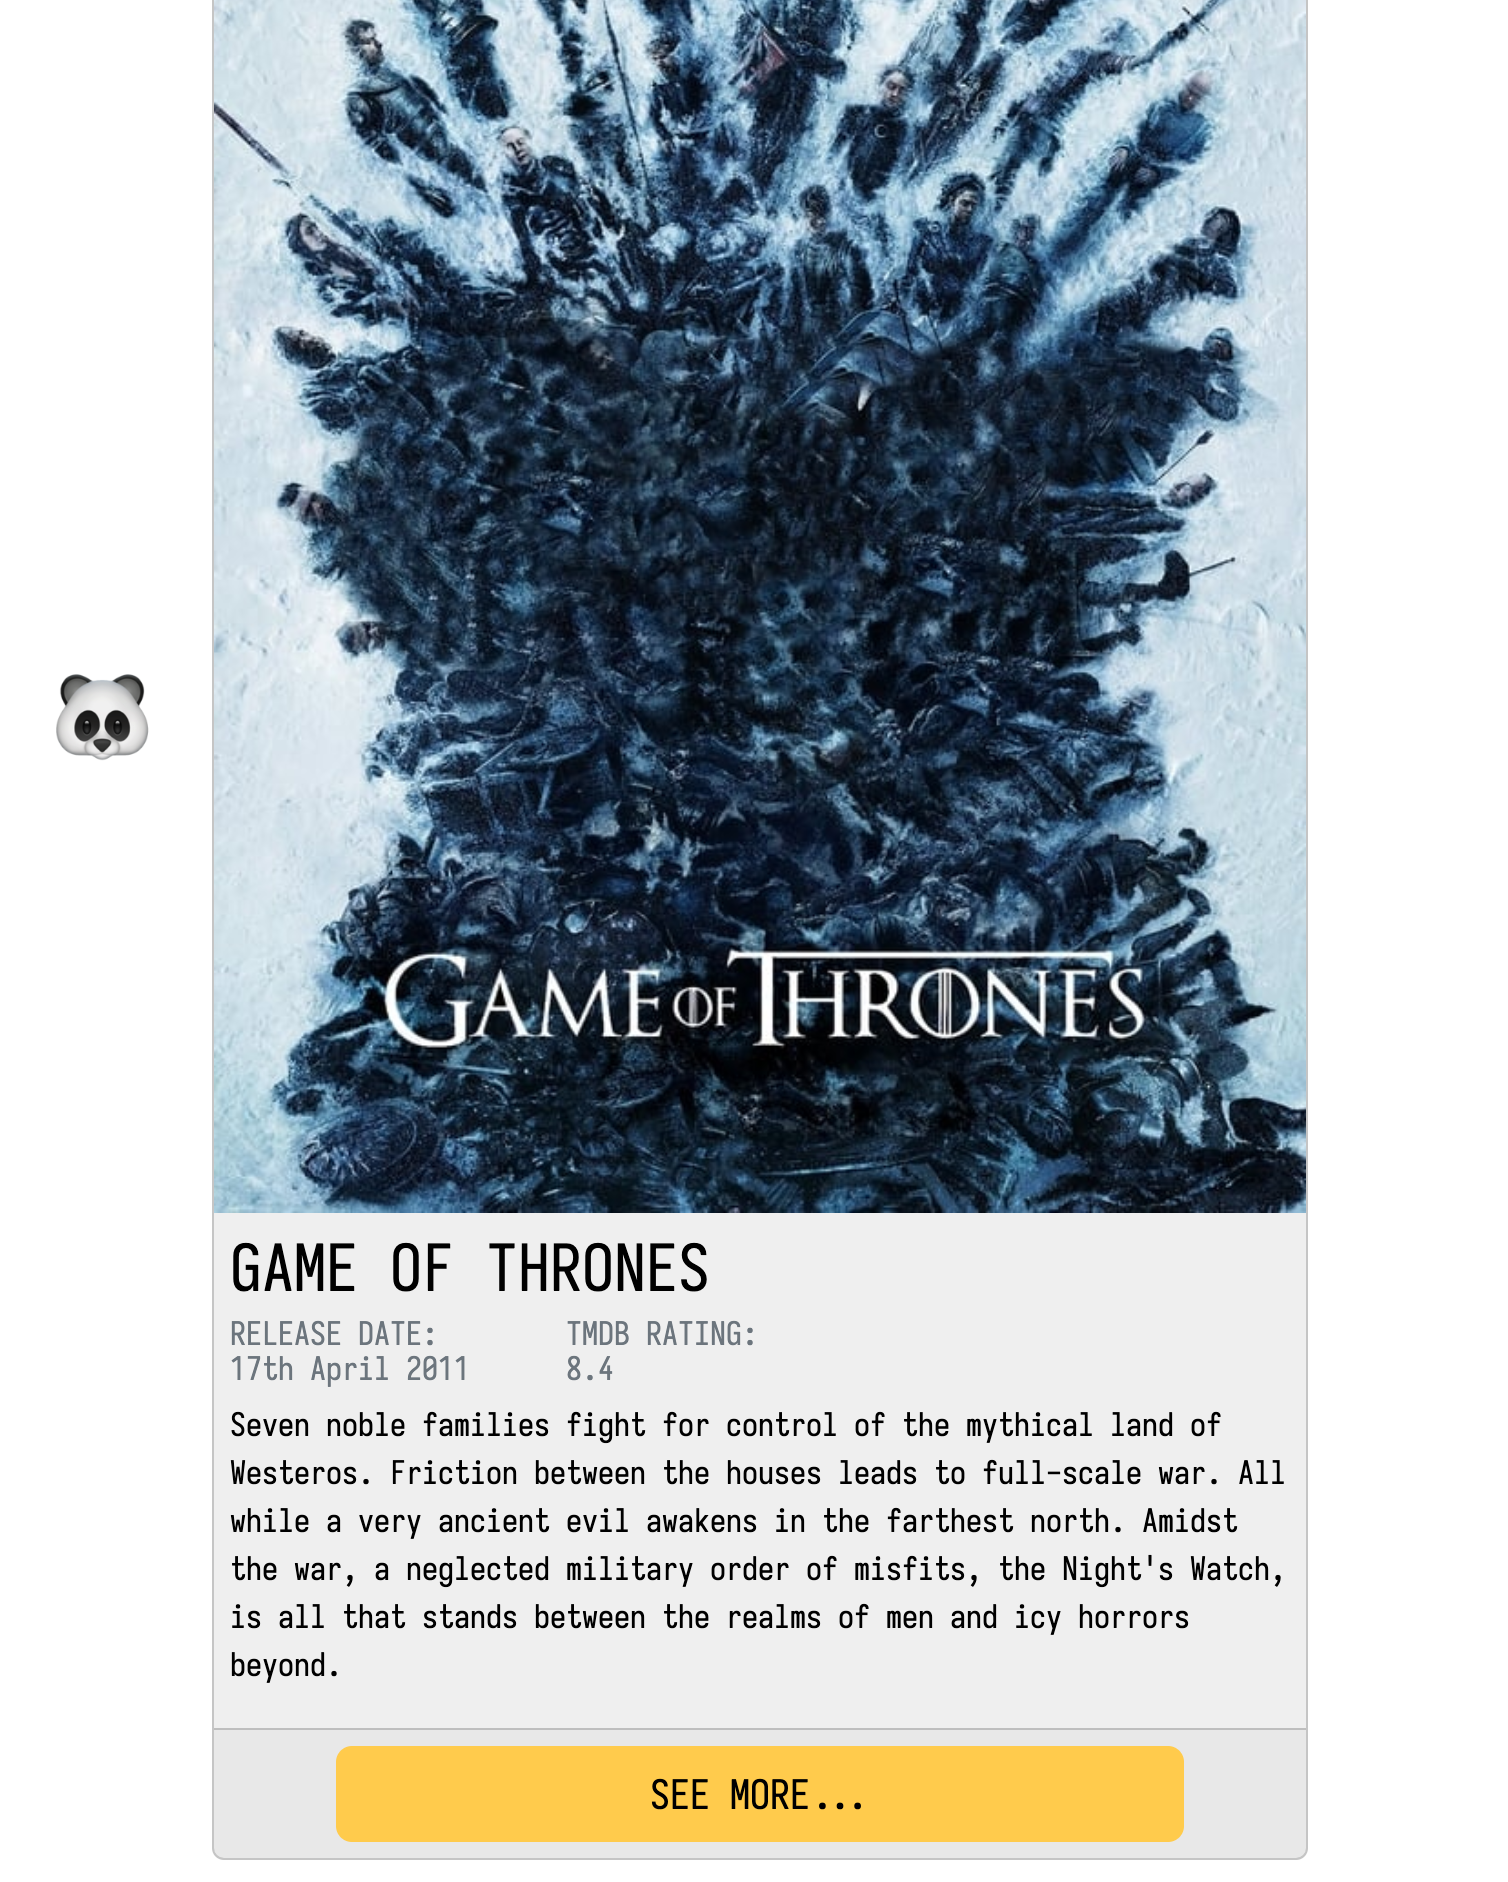 GAME OF THRONES
GAME OF THRONES
RELEASE DATE: TMDB RATING:
17th April 2011 8.4
Seven noble families fight for control of the mythical land of
Westeros. Friction between the houses leads to full-scale war. All
while a very ancient evil awakens in the farthest north. Amidst
the war, a neglected military order of misfits, the Night's Watch,
is all that stands between the realms of men and icy horrors
beyond.
SEE MORE...